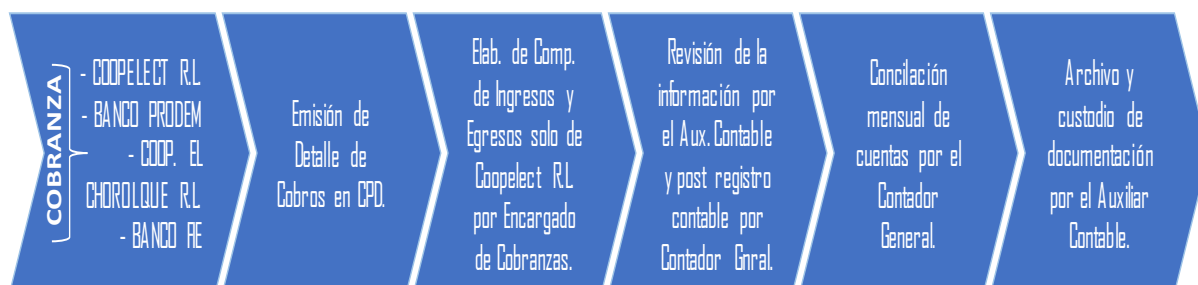 COBRANZA
- COOPELECT R.L
- BANCO PRODEM
- COOP. EL
CHOROLQUE R.L
- BANCO FIE
Emisión de
Detalle de
Cobros en CPD.
Elab. de Comp.
de Ingresos y
Egresos solo de
Coopelect R.L
por Encargado
de Cobranzas.
Revisión de la
información por
el Aux. Contable
y post registro
contable por
Contador Gnral.
Concilación
mensual de
cuentas por el
Contador
General.
Archivo y
custodio de
documentación
por el Auxiliar
Contable.